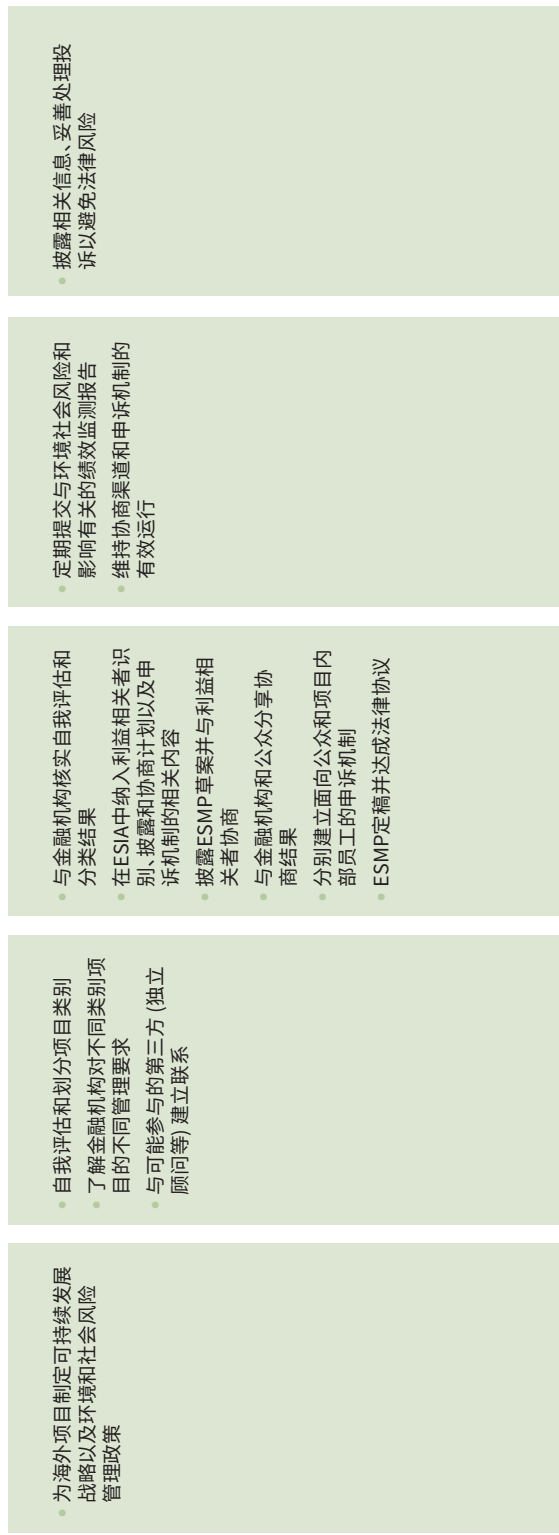 为海外项目制定可持续发展
战略以及环境和社会风险
管理政策
自我评估和划分项目类别
了解金融机构对不同类别项
目的不同管理要求
与可能参与的第三方 (独立
顾问等) 建立联系
与金融机构核实自我评估和
分类结果
在ESIA中纳入利益相关者识
别、披露和协商计划以及申
诉机制的相关内容
披露ESMP草案并与利益相
关者协商
与金融机构和公众分享协
商结果
分别建立面向公众和项目内
部员工的申诉机制
ESMP定稿并达成法律协议
定期提交与环境社会风险和
影响有关的绩效监测报告
维持协商渠道和申诉机制的
有效运行
披露相关信息、妥善处理投
诉以避免法律风险